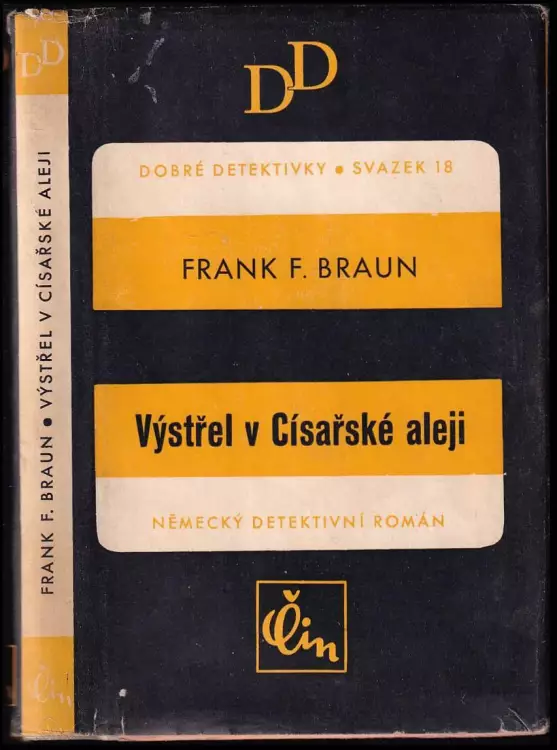 DD
DOBRÉ DETEKTIVKY • SVAZEK 18
FRANK F. BRAUN
Výstřel v Císařské aleji
NĚMECKÝ DETEKTIVNÍ ROMÁN
Čin
DD
FRANK F. BRAUN • VÝSTŘEL V CÍSAŘSKÉ ALEJI
Čin